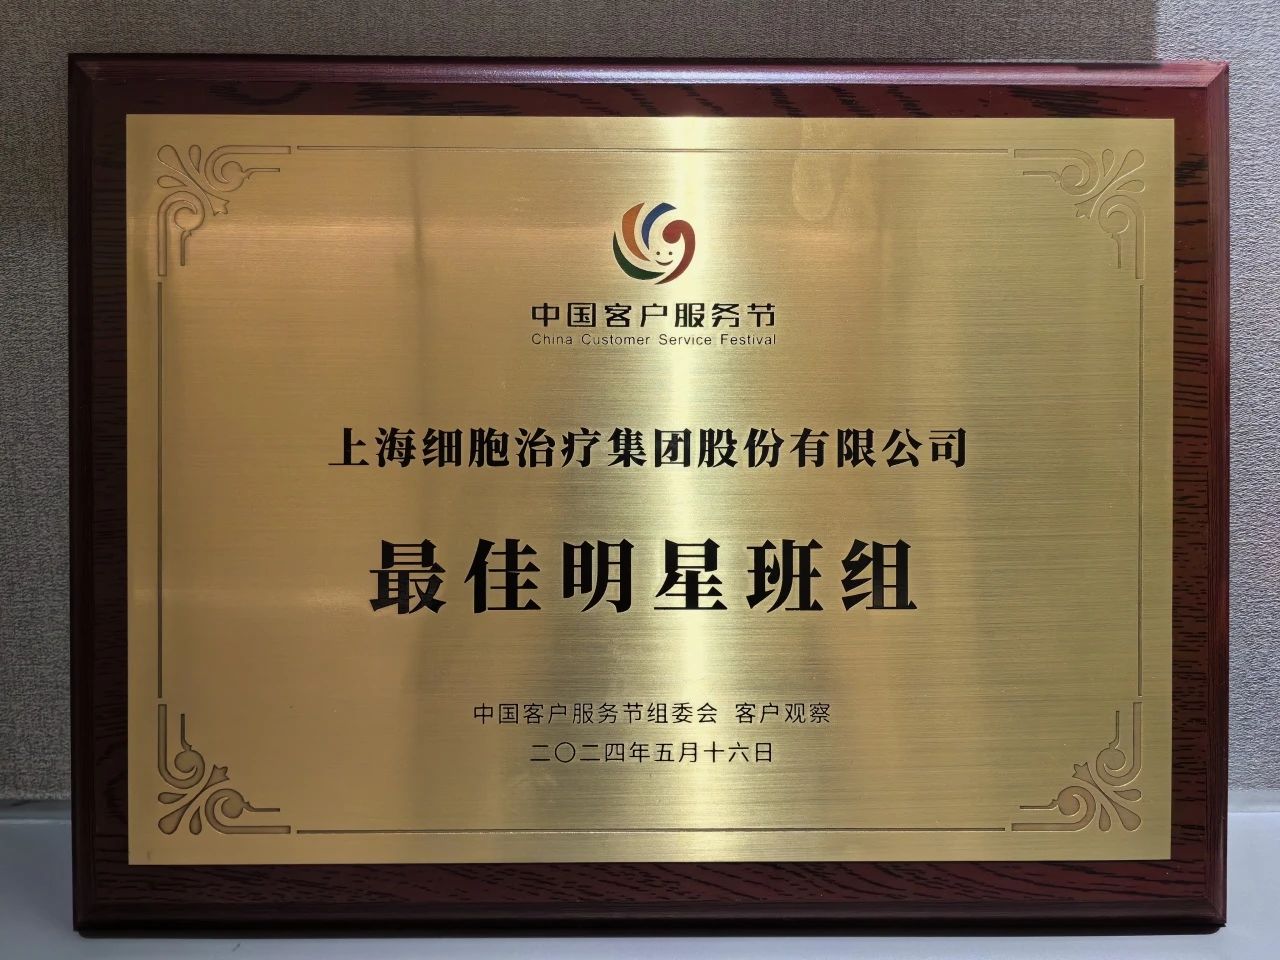 中国客户服务节
China Customer Service Festival
上海细胞治疗集团股份有限公司
最佳明星班组
中国客户服务节组委会 客户观察
二〇二四年五月十六日